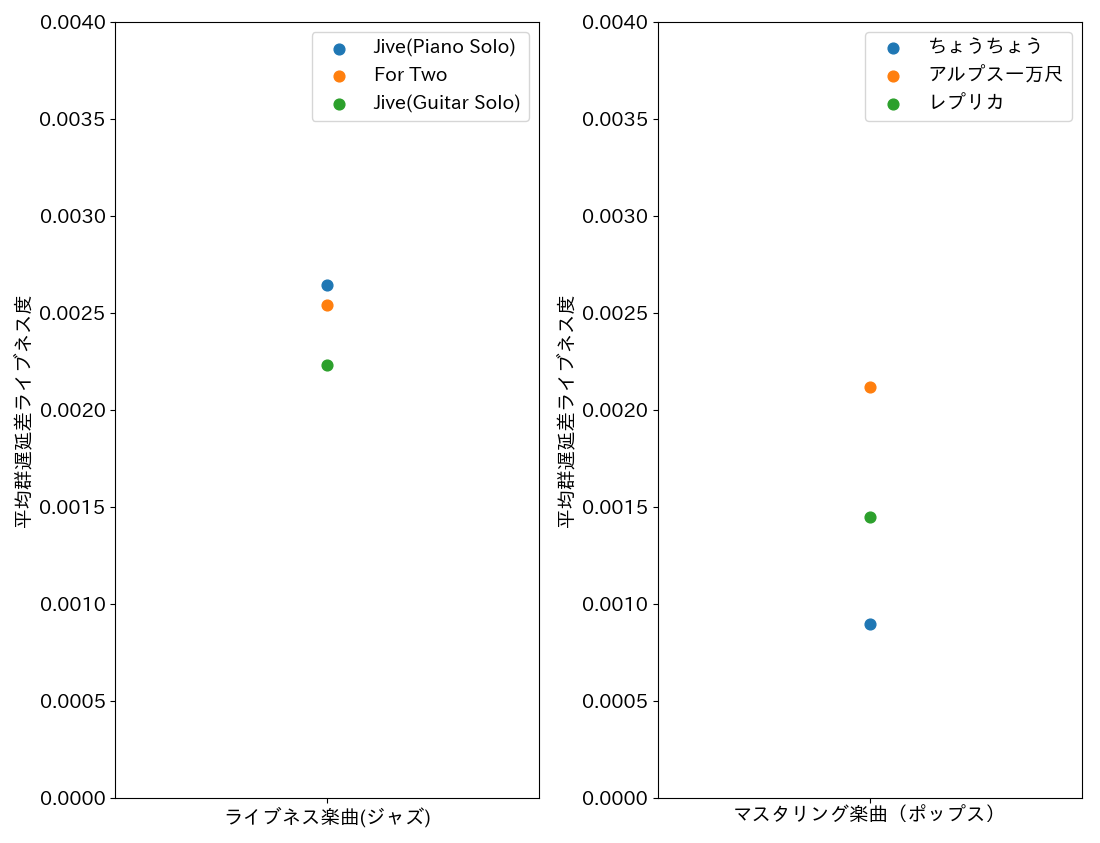 平均群遅延差ライブネス度
0.0040
0.0035
0.0030
0.0025
0.0020
0.0015
0.0010
0.0005
0.0000
Jive(Piano Solo)
For Two
Jive(Guitar Solo)
ライブネス楽曲(ジャズ)
平均群遅延差ライブネス度
0.0040
0.0035
0.0030
0.0025
0.0020
0.0015
0.0010
0.0005
0.0000
ちょうちょう
アルプス一万尺
レプリカ
マスタリング楽曲（ポップス）